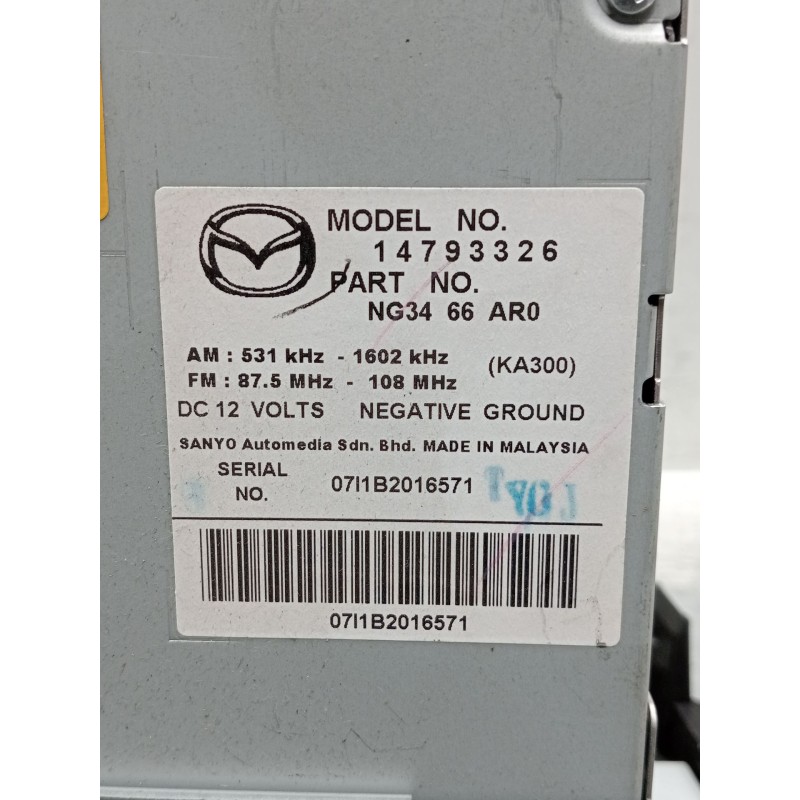 MODEL NO.
14793326
PART NO.
NG34 66 AR0
AM : 531 kHz - 1602 kHz (KA300)
FM : 87.5 MHz - 108 MHz
DC 12 VOLTS NEGATIVE GROUND
SANYO Automedia Sdn. Bhd. MADE IN MALAYSIA
SERIAL
NO. 07I1B2016571
07I1B2016571